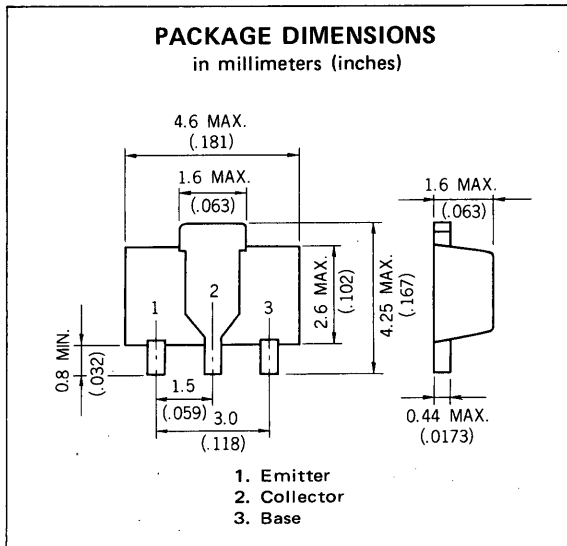 PACKAGE DIMENSIONS
in millimeters (inches)
4.6 MAX.
(.181)
1.6 MAX.
(.063)
1.6 MAX.
(.063)
2.6 MAX.
(.102)
4.25 MAX.
(.167)
1
2
3
0.8 MIN.
(.032)
1.5
(.059)
3.0
(.118)
0.44 MAX.
(.0173)
1. Emitter
2. Collector
3. Base